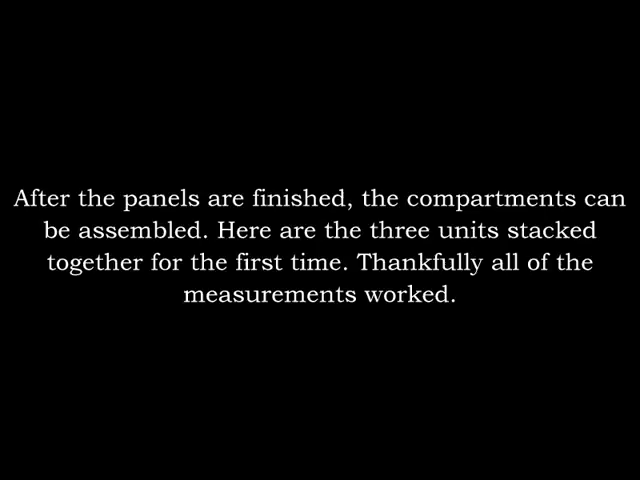 After the panels are finished, the compartments can
be assembled. Here are the three units stacked
together for the first time. Thankfully all of the
measurements worked.